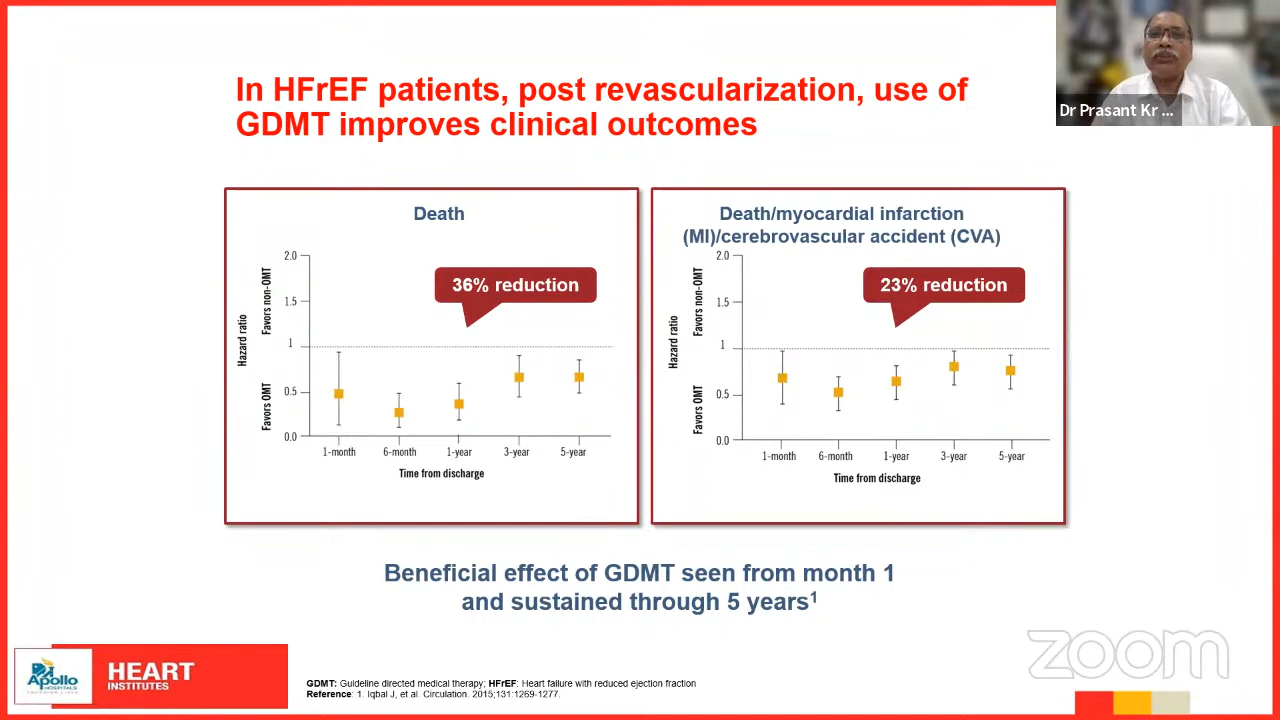 In HFrEF patients, post revascularization, use of
GDMT improves clinical outcomes
Dr Prasant Kr ...
Death
2.0
1.5
1
0.5
0.0
Hazard ratio
Favors non-OMT
Favors OMT
36% reduction
1-month
6-month
1-year
3-year
5-year
Time from discharge
Death/myocardial infarction
(MI)/cerebrovascular accident (CVA)
2.0
1.5
1
0.5
0.0
Hazard ratio
Favors non-OMT
Favors OMT
23% reduction
1-month
6-month
1-year
3-year
5-year
Time from discharge
Beneficial effect of GDMT seen from month 1
and sustained through 5 years¹
zoom
Apollo
HOSPITALS
HEART
INSTITUTES
GDMT: Guideline directed medical therapy; HFrEF: Heart failure with reduced ejection fraction
Reference: 1. Iqbal J, et al. Circulation. 2015;131:1269-1277.